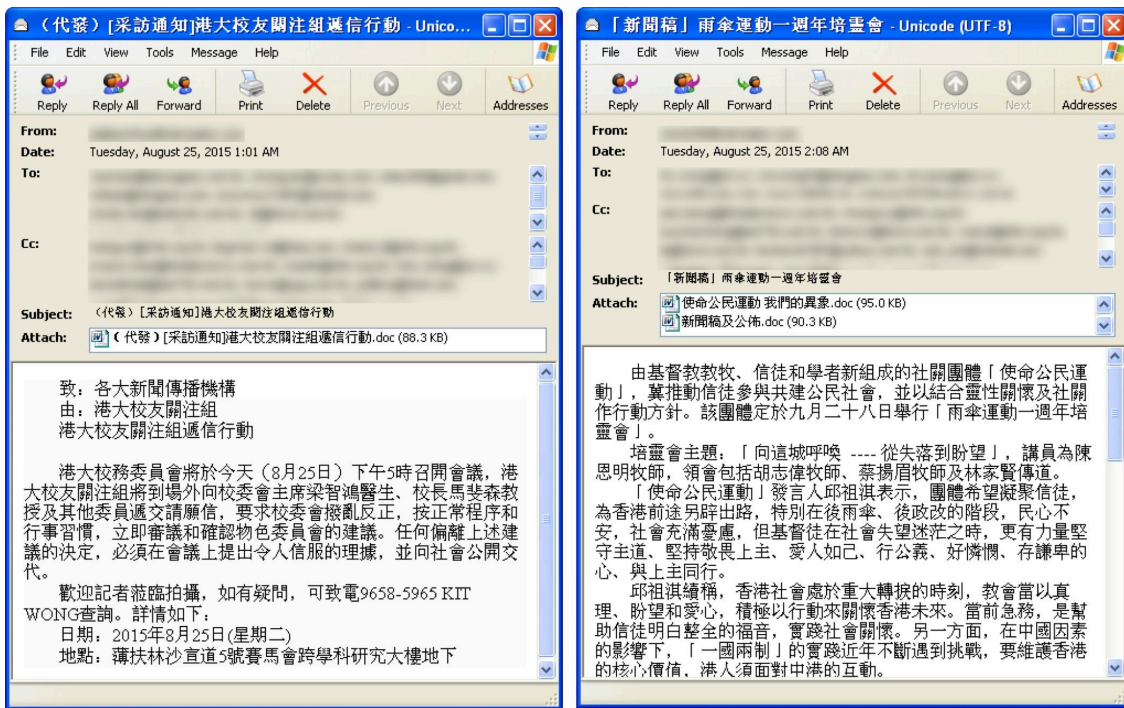 （代發）[采訪通知]港大校友關注組遞信行動 - Unico...
File Edit View Tools Message Help
Reply Reply All Forward Print Delete Previous Next Addresses
From:
Date: Tuesday, August 25, 2015 1:01 AM
To:
Cc:
Subject: （代發）[采訪通知]港大校友關注組遞信行動
Attach: （代發）[采訪通知]港大校友關注組遞信行動.doc (88.3 KB)
致：各大新聞傳播機構
由：港大校友關注組
港大校友關注組遞信行動
港大校務委員會將於今天（8月25日）下午5時召開會議，港
大校友關注組將到場外向校委會主席梁智鴻醫生、校長馬斐森教
授及其他委員遞交請願信，要求校委會撥亂反正，按正常程序和
行事習慣，立即審議和確認物色委員會的建議。任何偏離上述建
議的決定，必須在會議上提出令人信服的理據，並向社會公開交
代。
歡迎記者蒞臨拍攝，如有疑問，可致電9658-5965 KIT
WONG查詢。詳情如下：
日期：2015年8月25日(星期二)
地點：薄扶林沙宣道5號賽馬會跨學科研究大樓地下
「新聞稿」雨傘運動一週年培靈會 - Unicode (UTF-8)
File Edit View Tools Message Help
Reply Reply All Forward Print Delete Previous Next Addresses
From:
Date: Tuesday, August 25, 2015 2:08 AM
To:
Cc:
Subject: 「新聞稿」雨傘運動一週年培靈會
Attach: 使命公民運動 我們的異象.doc (95.0 KB)
新聞稿及公佈.doc (90.3 KB)
由基督教教牧、信徒和學者新組成的社關團體「使命公民運
動」，冀推動信徒參與共建公民社會，並以結合靈性關懷及社關
作行動方針。該團體定於九月二十八日舉行「雨傘運動一週年培
靈會」。
培靈會主題：「向這城呼喚 ---- 從失落到盼望」，講員為陳
恩明牧師，領會包括胡志偉牧師、蔡揚眉牧師及林家賢傳道。
「使命公民運動」發言人邱祖淇表示，團體希望凝聚信徒，
為香港前途另辟出路，特別在後雨傘、後政改的階段，民心不
安，社會充滿憂慮，但基督徒在社會失望迷茫之時，更有力量堅
守主道、堅持敬畏上主、愛人如己、行公義、好憐憫、存謙卑的
心、與上主同行。
邱祖淇續稱，香港社會處於重大轉捩的時刻，教會當以真
理、盼望和愛心，積極以行動來關懷香港未來。當前急務，是幫
助信徒明白整全的福音，實踐社會關懷。另一方面，在中國因素
的影響下，「一國兩制」的實踐近年不斷遇到挑戰，要維護香港
的核心價值，港人須面對中港的互動。